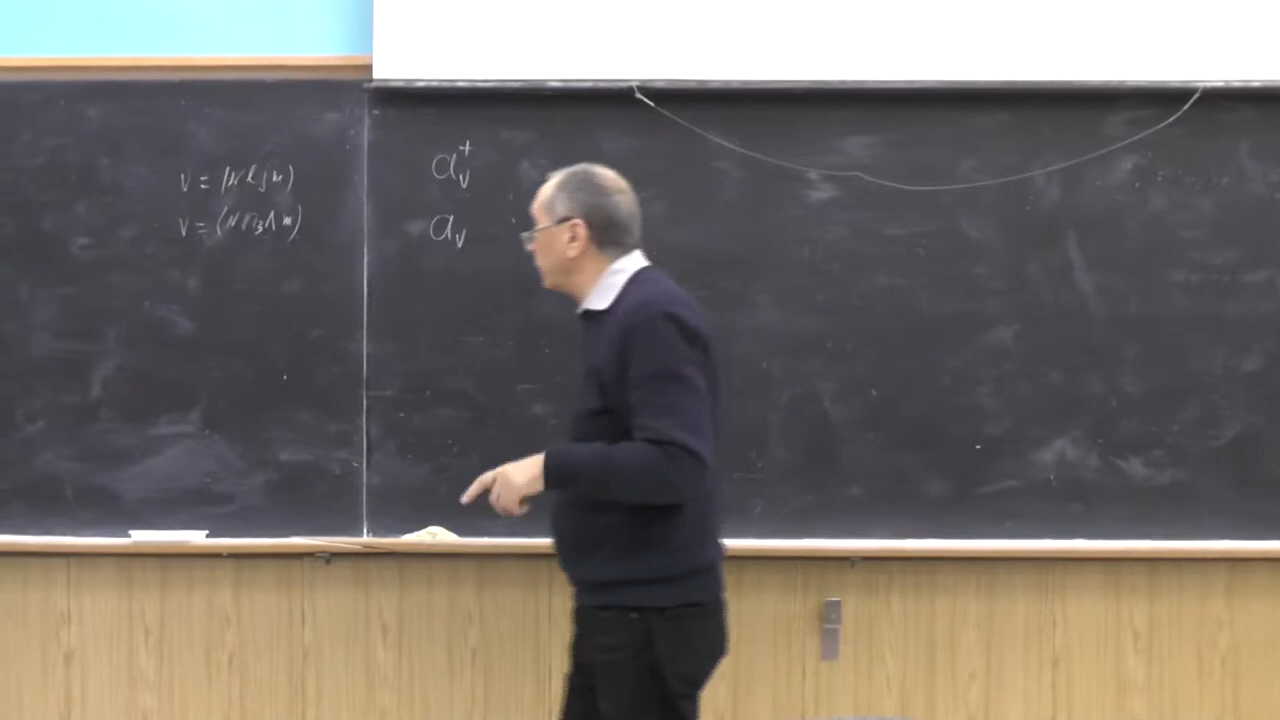 ν = (n l j m)
ν = (N n₃ Λ m)
a⁺ᵥ
aᵥ